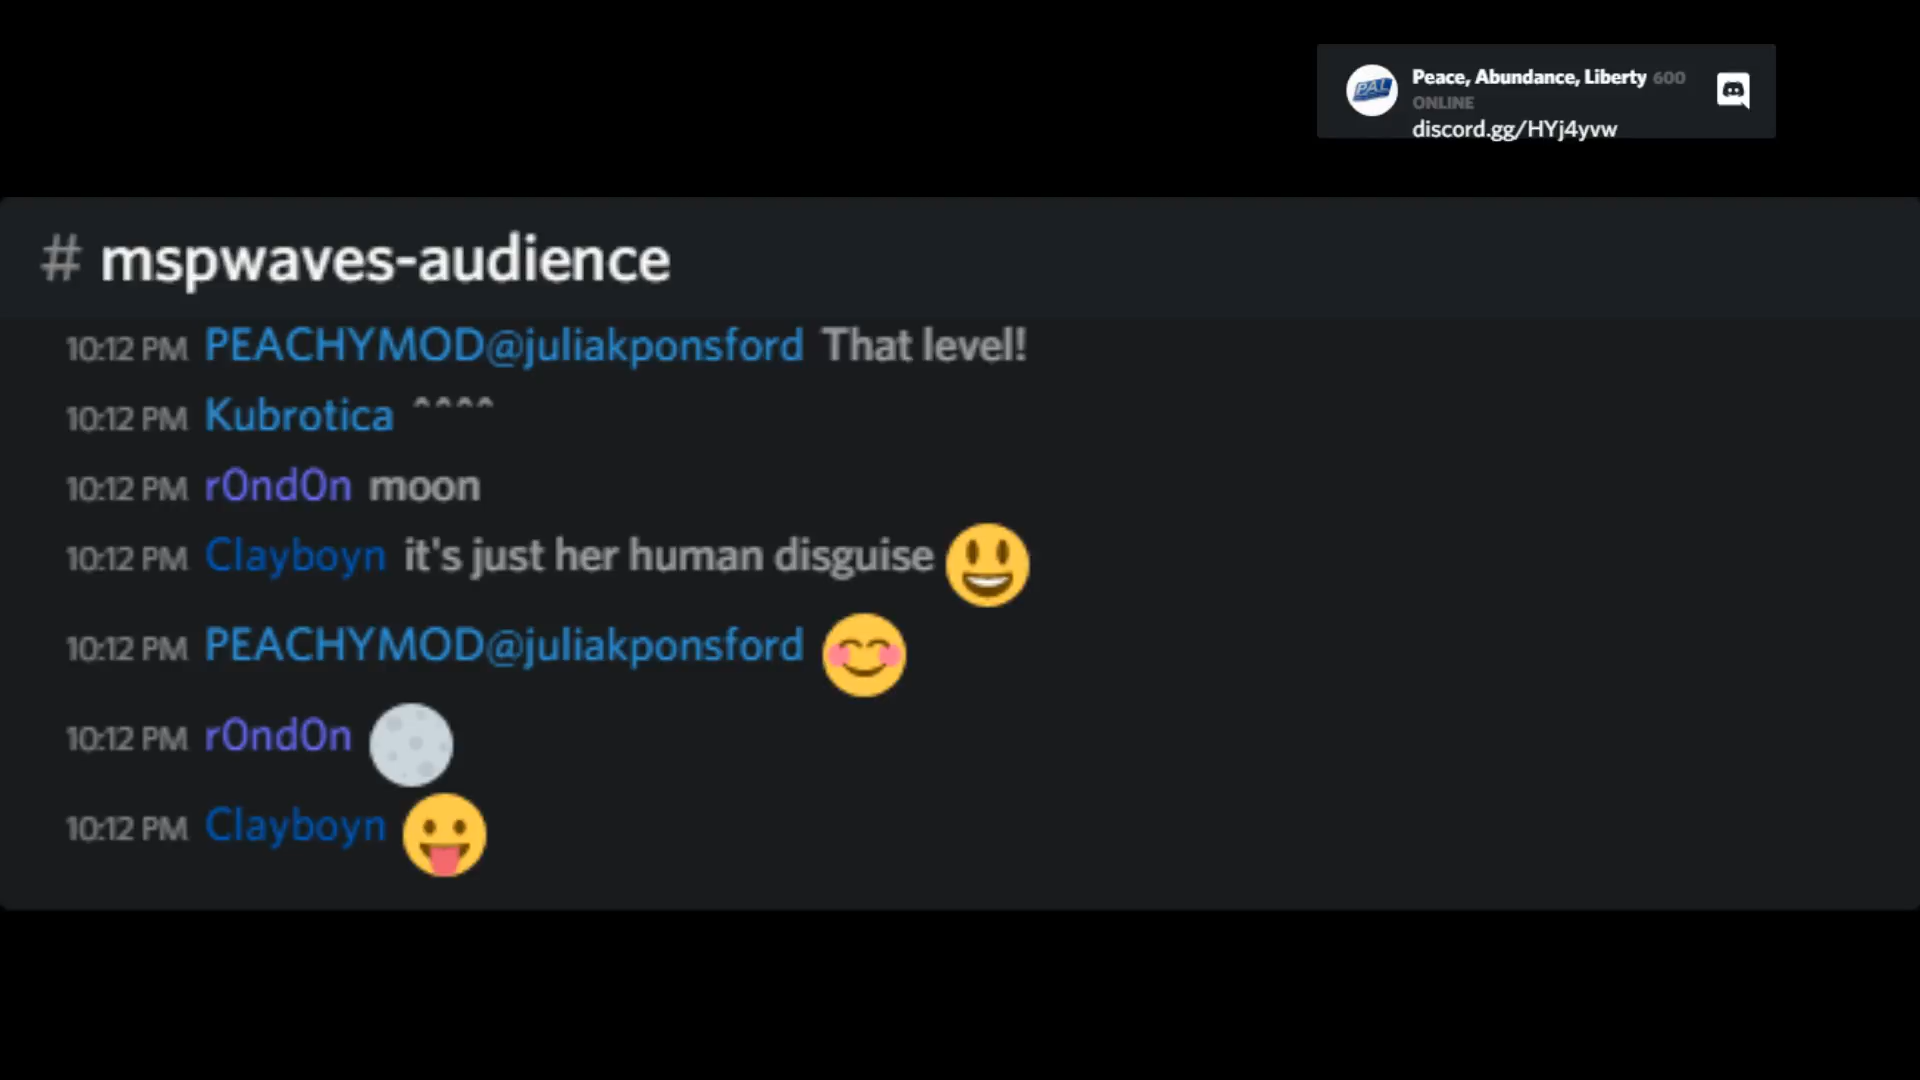 PAL
Peace, Abundance, Liberty 600
ONLINE
discord.gg/HYj4yvw
# mspwaves-audience
10:12 PM PEACHYMOD@juliakponsford That level!
10:12 PM Kubrotica ^^^^
10:12 PM r0nd0n moon
10:12 PM Clayboyn it's just her human disguise 😃
10:12 PM PEACHYMOD@juliakponsford 😊
10:12 PM r0nd0n 🌕
10:12 PM Clayboyn 😛